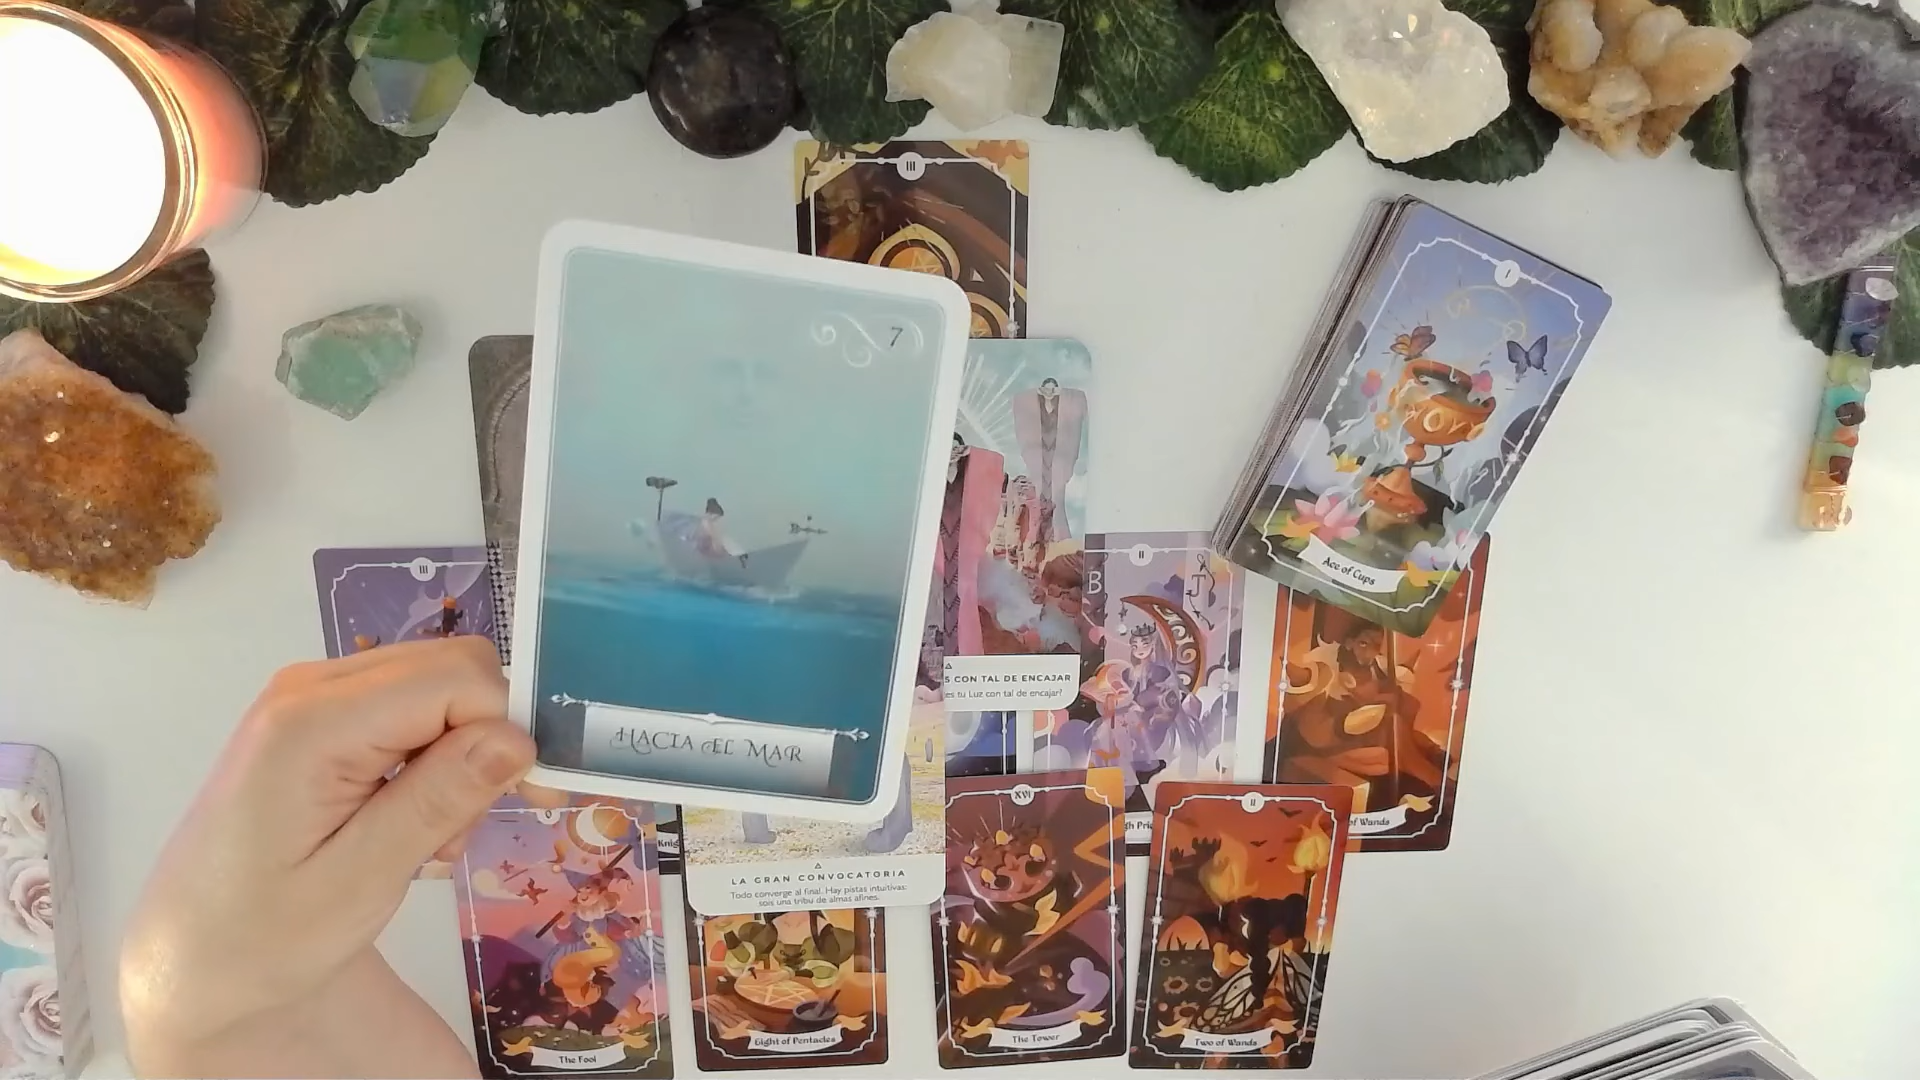 III
7
I
Ace of Cups
HACIA EL MAR
III
II
B
J
S CON TAL DE ENCAJAR
es tu Luz con tal de encajar?
of Wands
0
XVI
II
LA GRAN CONVOCATORIA
Todo converge al final. Hay pistas intuitivas:
sois una tribu de almas afines.
The Fool
Eight of Pentacles
The Tower
Two of Wands